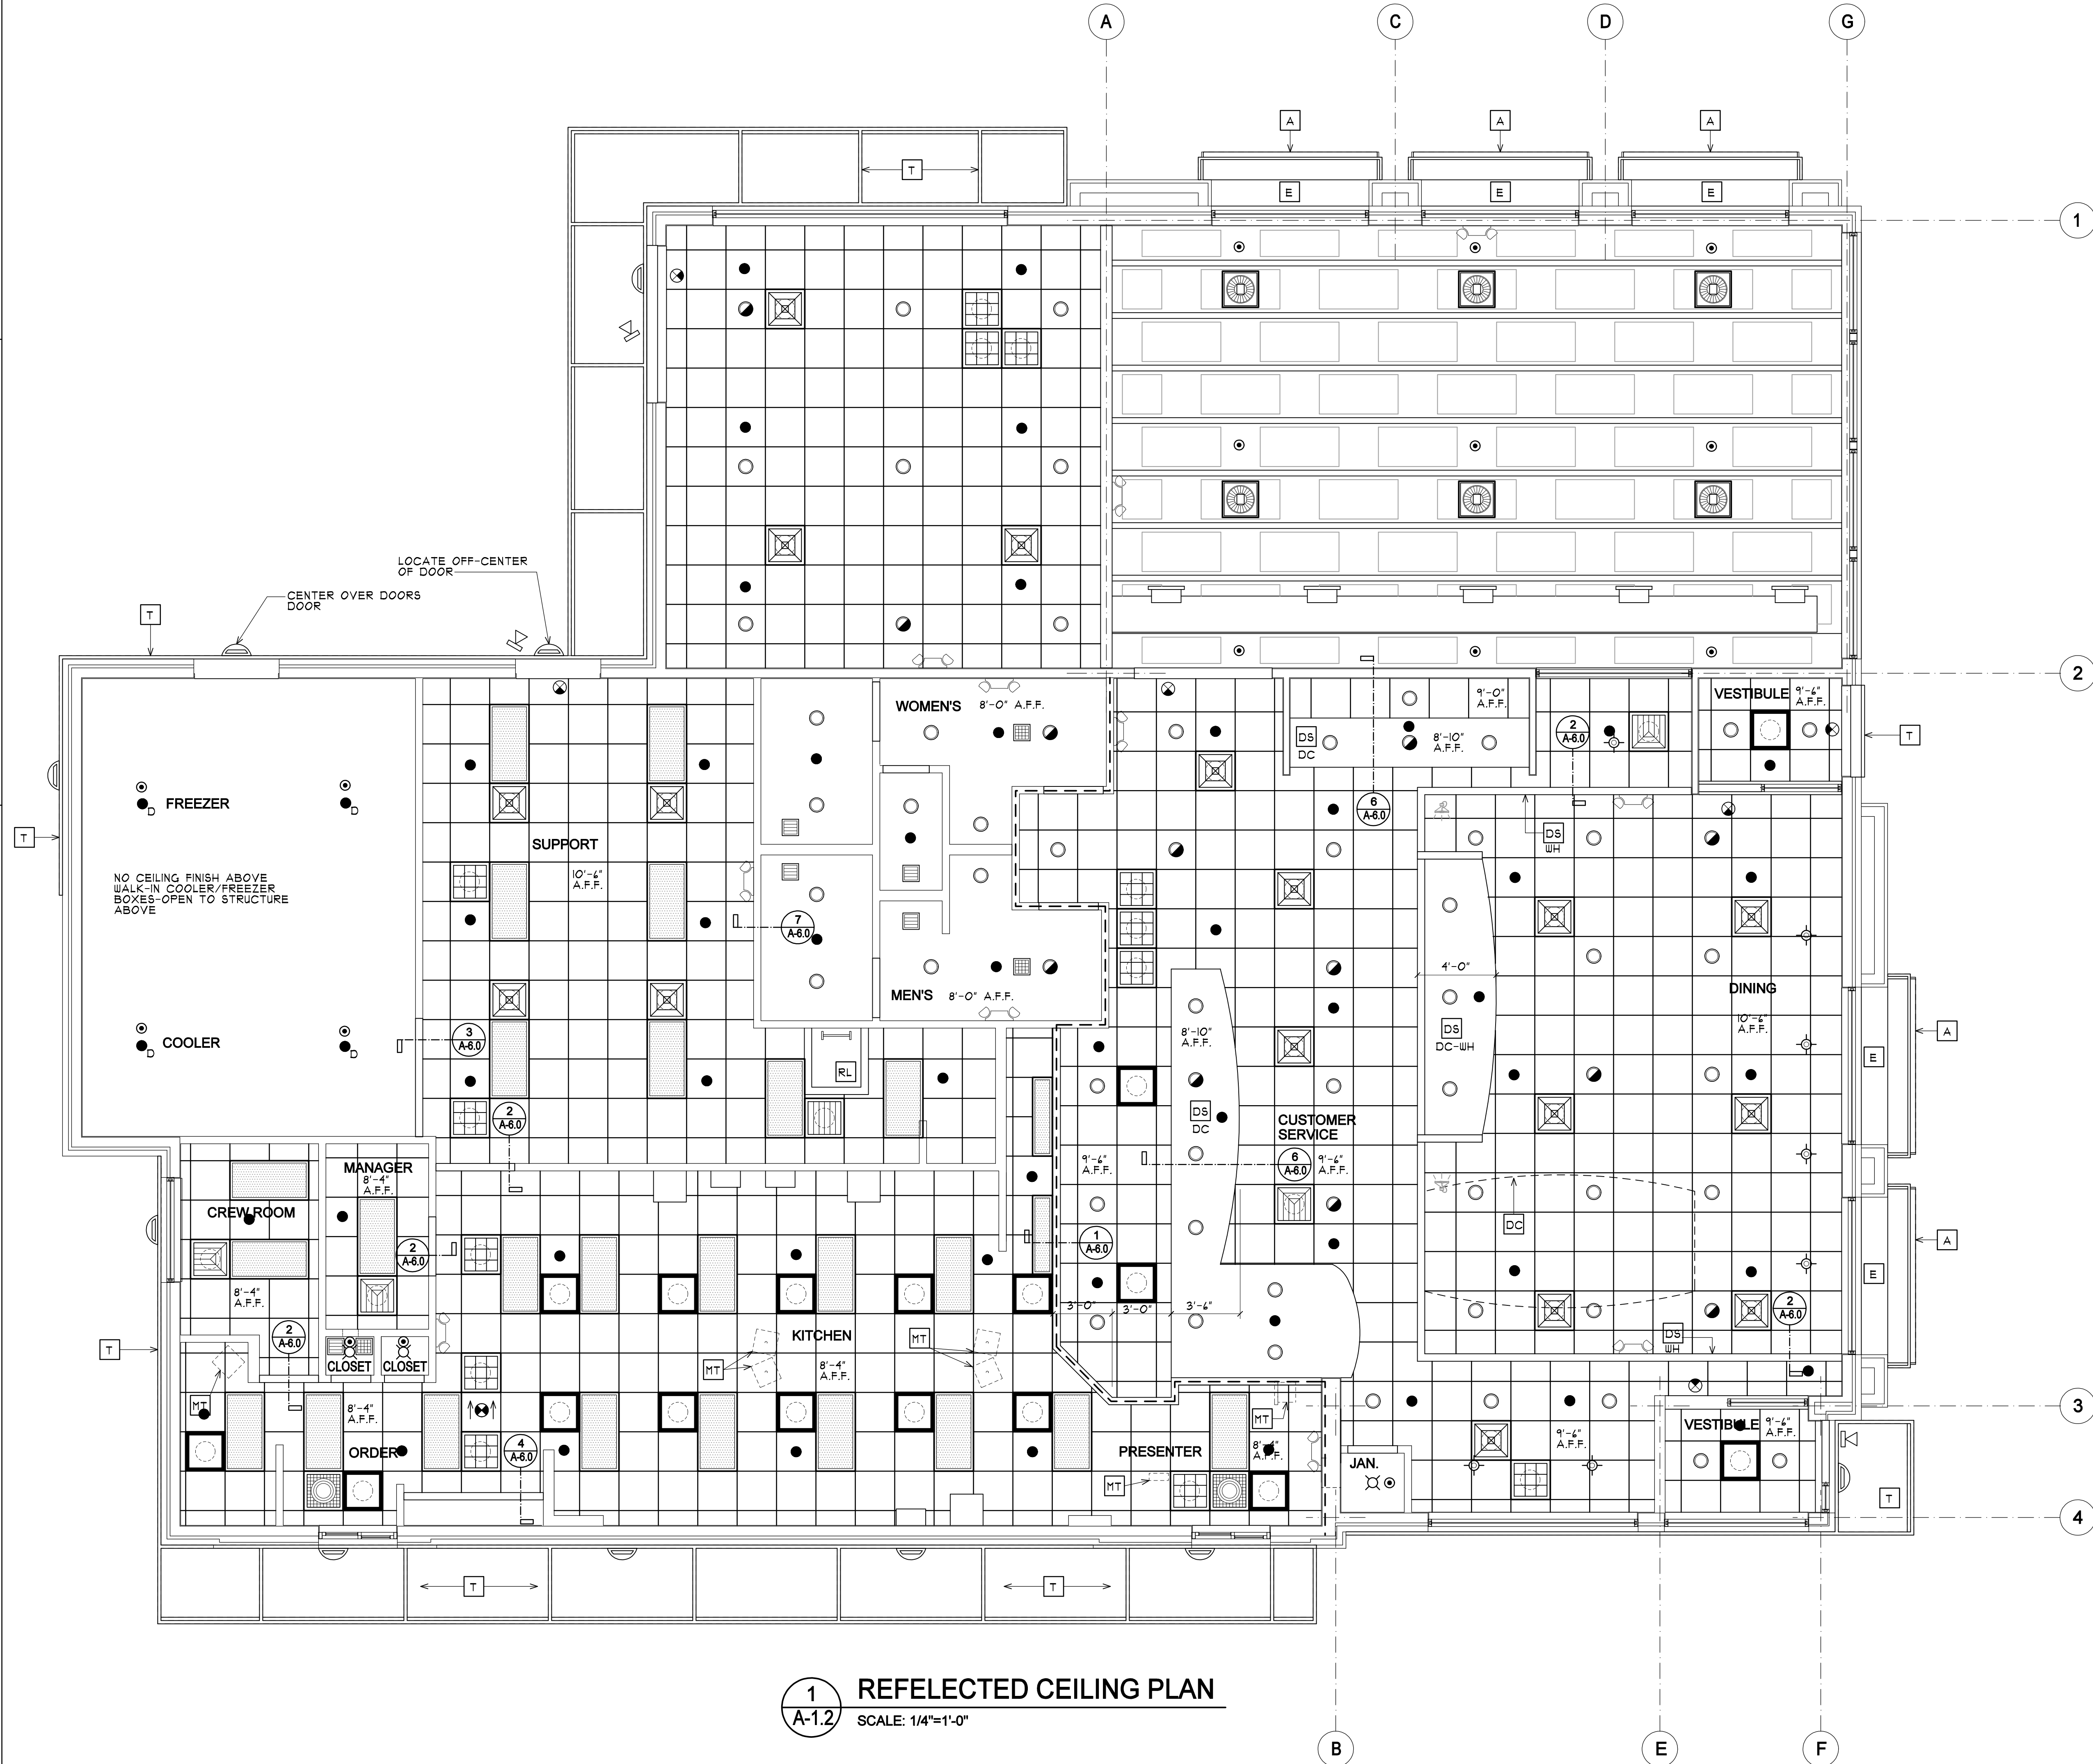 A
C
D
G
A
A
A
T
E
E
E
1
LOCATE OFF-CENTER
OF DOOR
CENTER OVER DOORS
DOOR
T
2
WOMEN'S
8'-0" A.F.F.
9'-0"
A.F.F.
VESTIBULE
9'-6"
A.F.F.
DS
DC
8'-10"
A.F.F.
2
A-6.0
T
FREEZER
D
D
6
A-6.0
T
SUPPORT
DS
WH
10'-6"
A.F.F.
NO CEILING FINISH ABOVE
WALK-IN COOLER/FREEZER
BOXES-OPEN TO STRUCTURE
ABOVE
7
A-6.0
4'-0"
MEN'S
8'-0" A.F.F.
DINING
10'-6"
A.F.F.
COOLER
D
D
3
A-6.0
8'-10"
A.F.F.
DS
DC-WH
A
E
RL
2
A-6.0
DS
DC
CUSTOMER
SERVICE
MANAGER
8'-4"
A.F.F.
9'-6"
A.F.F.
6
A-6.0
9'-6"
A.F.F.
CREW ROOM
DC
2
A-6.0
1
A-6.0
A
E
8'-4"
A.F.F.
3'-0"
3'-0"
3'-6"
2
A-6.0
2
A-6.0
T
KITCHEN
MT
MT
8'-4"
A.F.F.
DS
WH
CLOSET
CLOSET
MT
8'-4"
A.F.F.
3
MT
VESTIBULE
9'-6"
A.F.F.
ORDER
4
A-6.0
PRESENTER
8'-4"
A.F.F.
9'-6"
A.F.F.
JAN.
MT
T
4
T
T
1
A-1.2
REFELECTED CEILING PLAN
SCALE: 1/4"=1'-0"
B
E
F